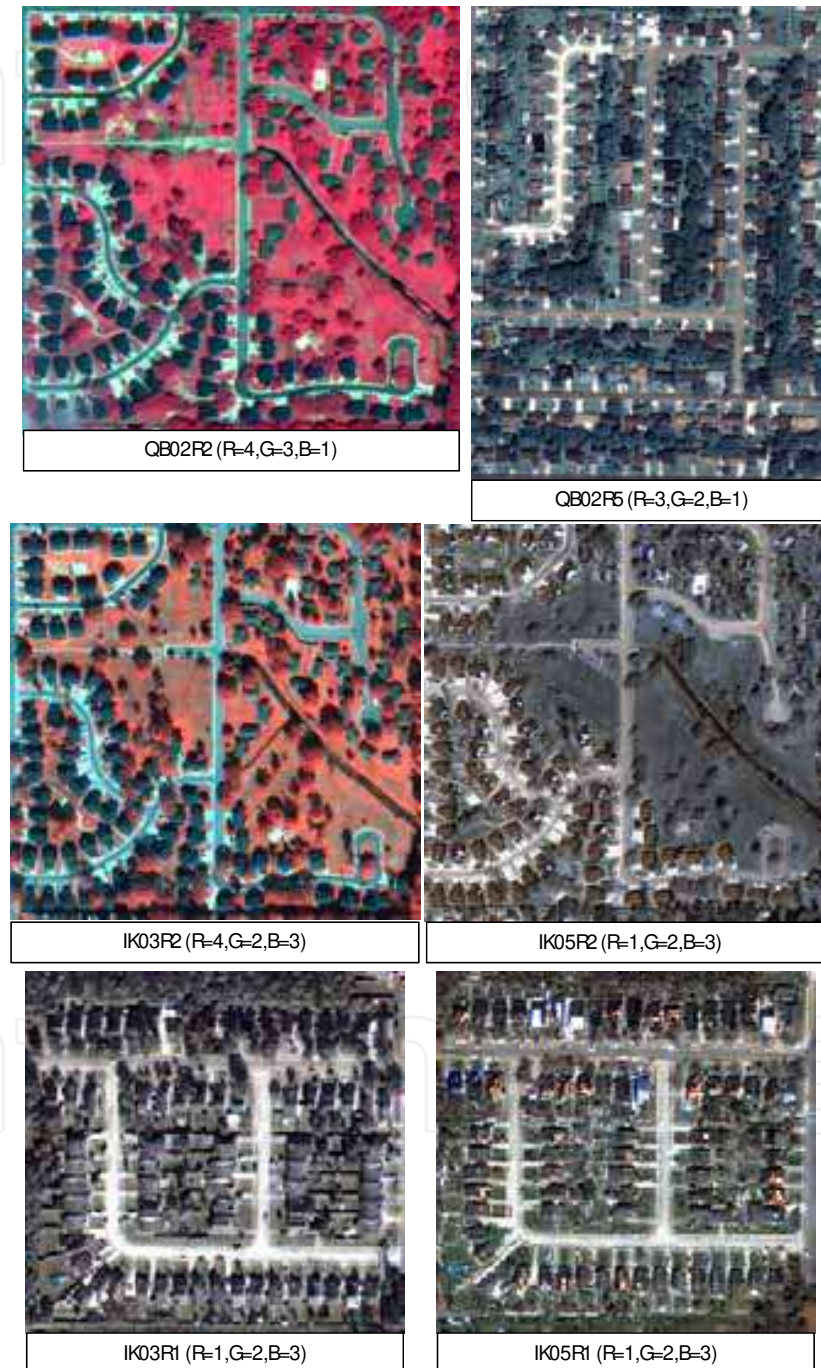 QB02R2 (R=4,G=3,B=1)
QB02R5 (R=3,G=2,B=1)
IK03R2 (R=4,G=2,B=3)
IK05R2 (R=1,G=2,B=3)
IK03R1 (R=1,G=2,B=3)
IK05R1 (R=1,G=2,B=3)